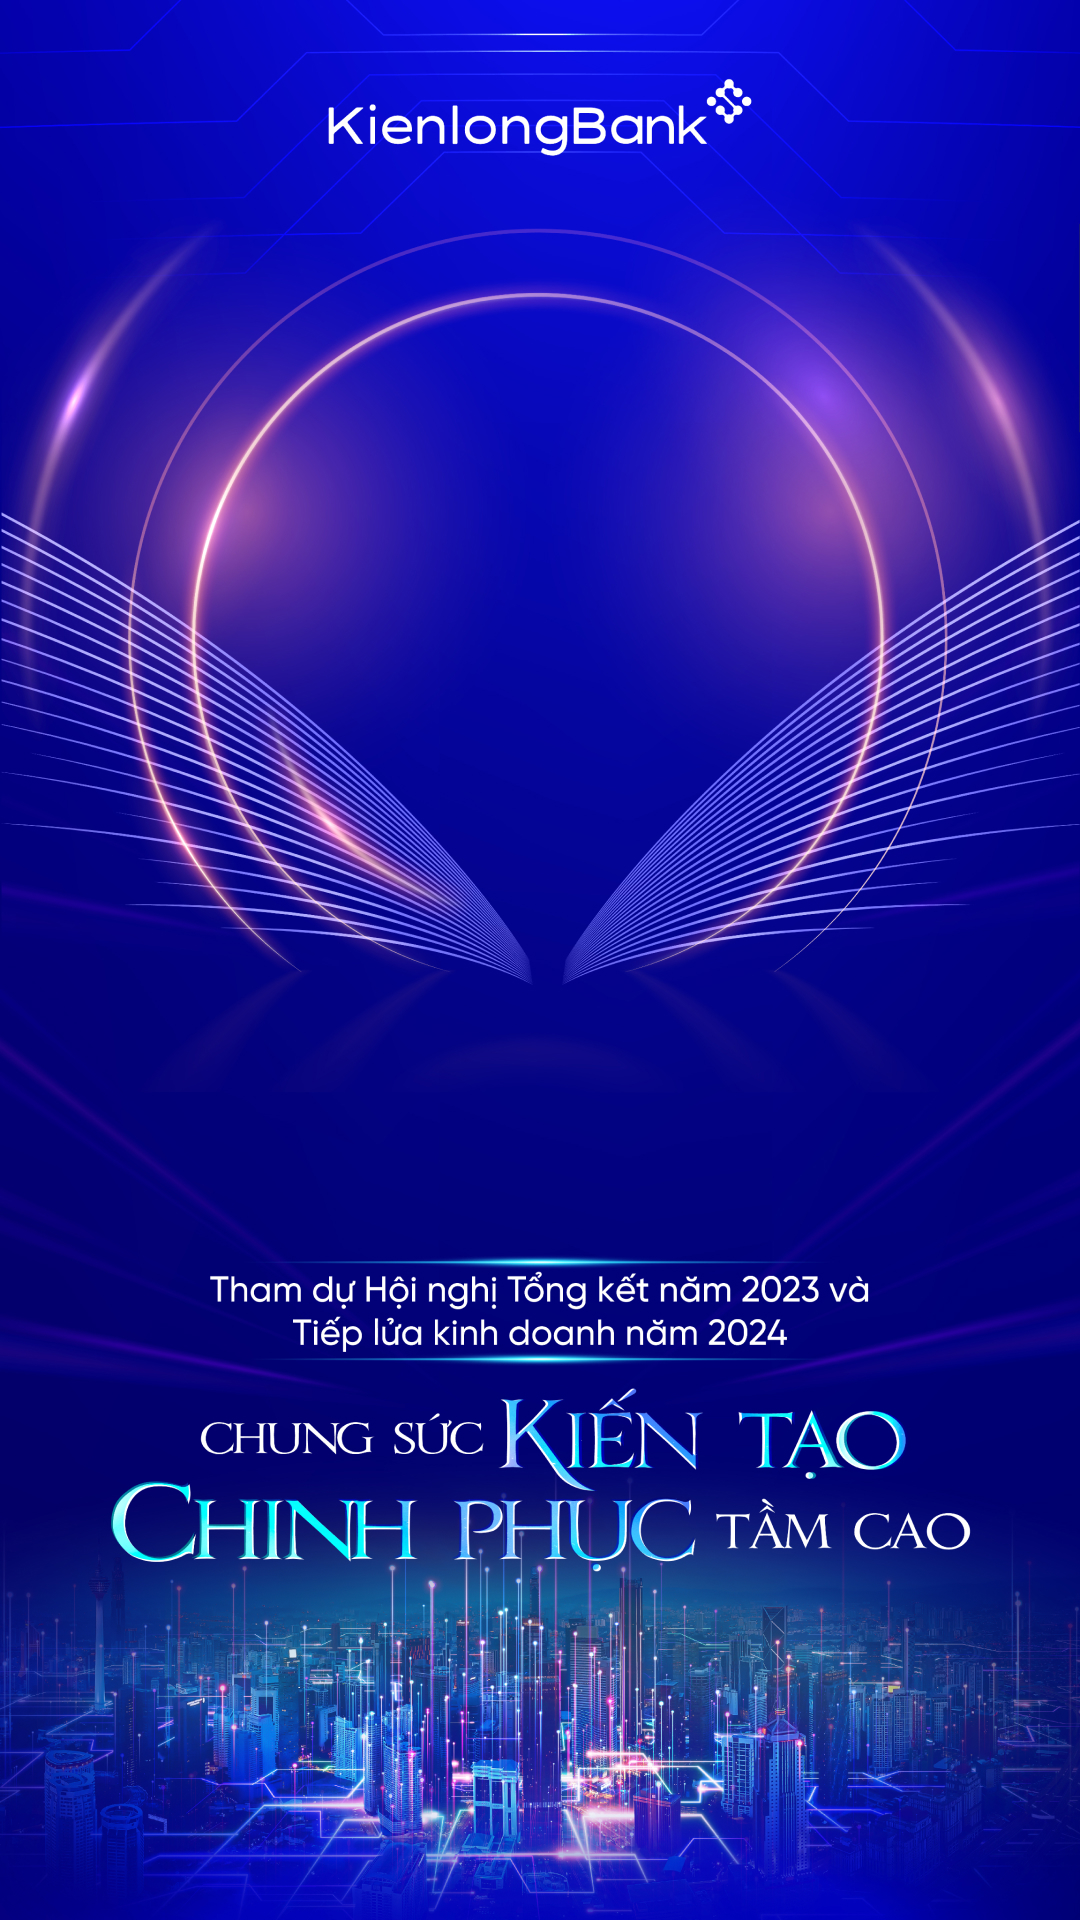 KienlongBank
Tham dự Hội nghị Tổng kết năm 2023 và
Tiếp lửa kinh doanh năm 2024
CHUNG SỨC KIẾN TẠO
CHINH PHỤC TẦM CAO